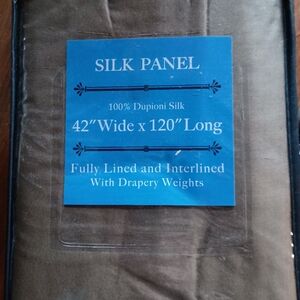 SILK PANEL
100% Dupioni Silk
42" Wide x 120" Long
Fully Lined and Interlined
With Drapery Weights